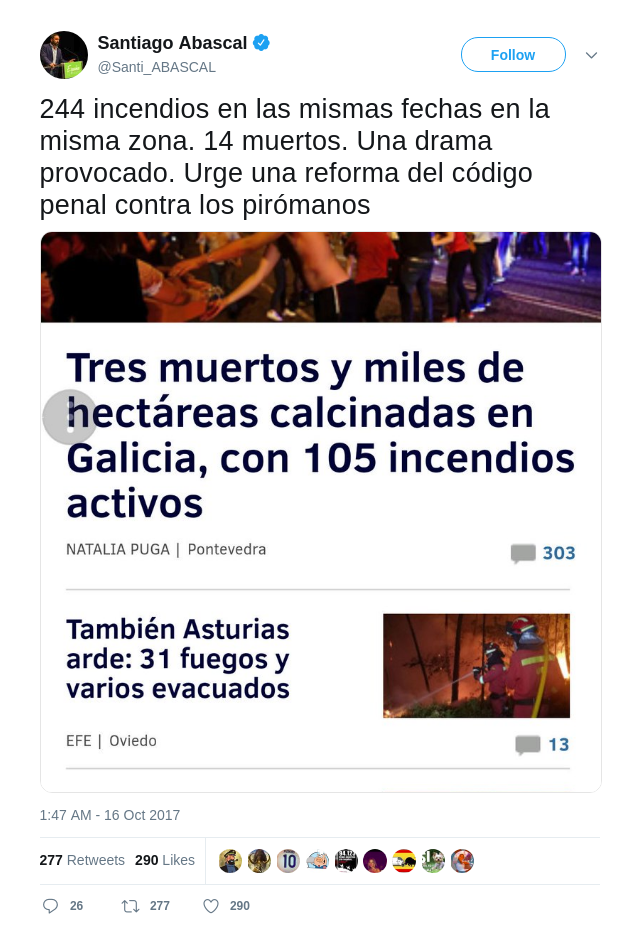 Santiago Abascal
@Santi_ABASCAL
Follow
244 incendios en las mismas fechas en la
misma zona. 14 muertos. Una drama
provocado. Urge una reforma del código
penal contra los pirómanos
Tres muertos y miles de
hectáreas calcinadas en
Galicia, con 105 incendios
activos
NATALIA PUGA | Pontevedra
303
También Asturias
arde: 31 fuegos y
varios evacuados
EFE | Oviedo
13
1:47 AM - 16 Oct 2017
277 Retweets 290 Likes
10
26 277 290